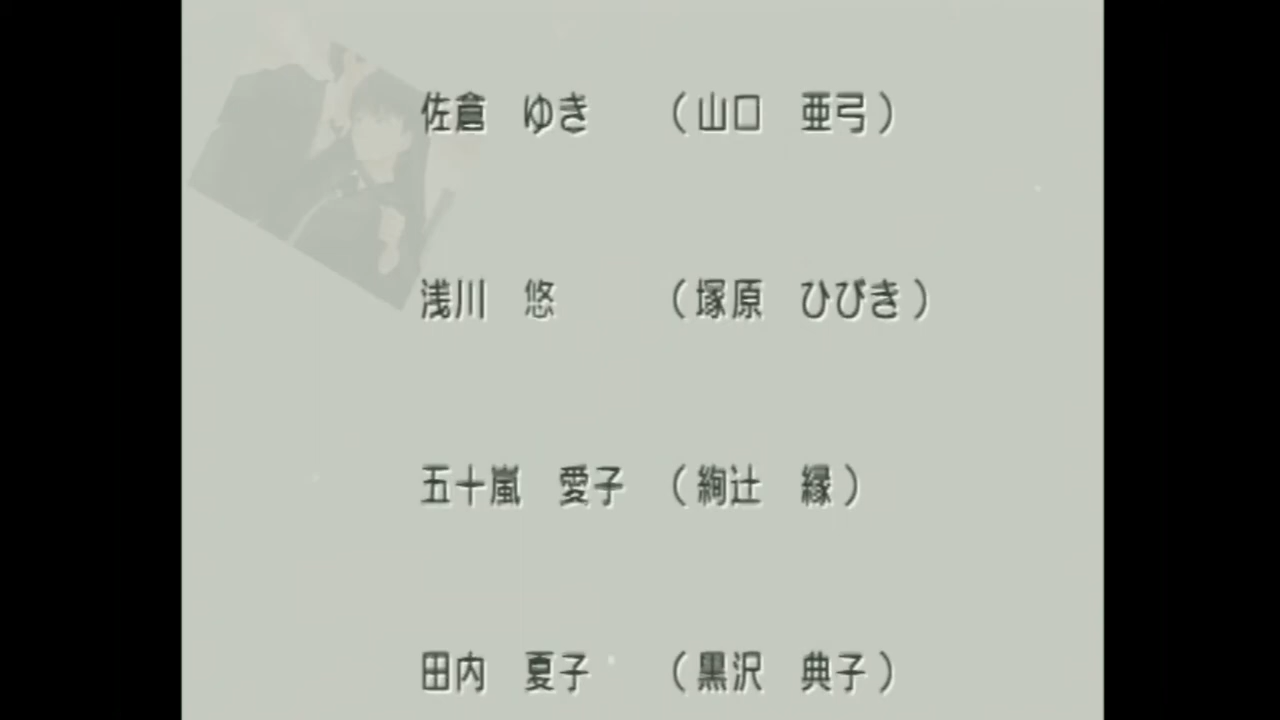 佐倉　ゆき　（山口　亜弓）
浅川　悠　（塚原　ひびき）
五十嵐　愛子　（絢辻　縁）
田内　夏子　（黒沢　典子）